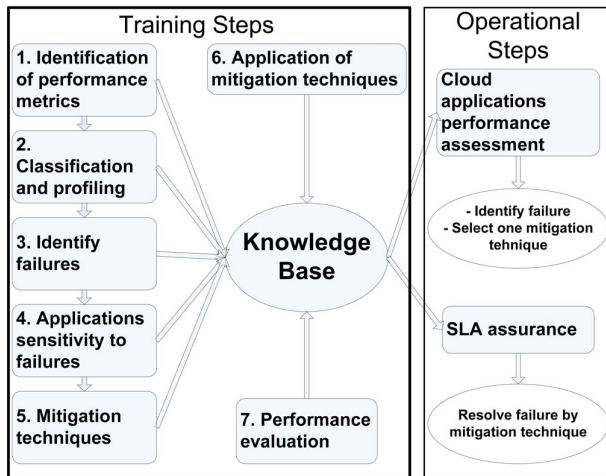 Training Steps
1. Identification
of performance
metrics
2.
Classification
and profiling
3. Identify
failures
4. Applications
sensitivity to
failures
5. Mitigation
techniques
6. Application of
mitigation techniques
Knowledge
Base
7. Performance
evaluation
Operational
Steps
Cloud
applications
performance
assessment
- Identify failure
- Select one mitigation
tehnique
SLA assurance
Resolve failure by
mitigation technique